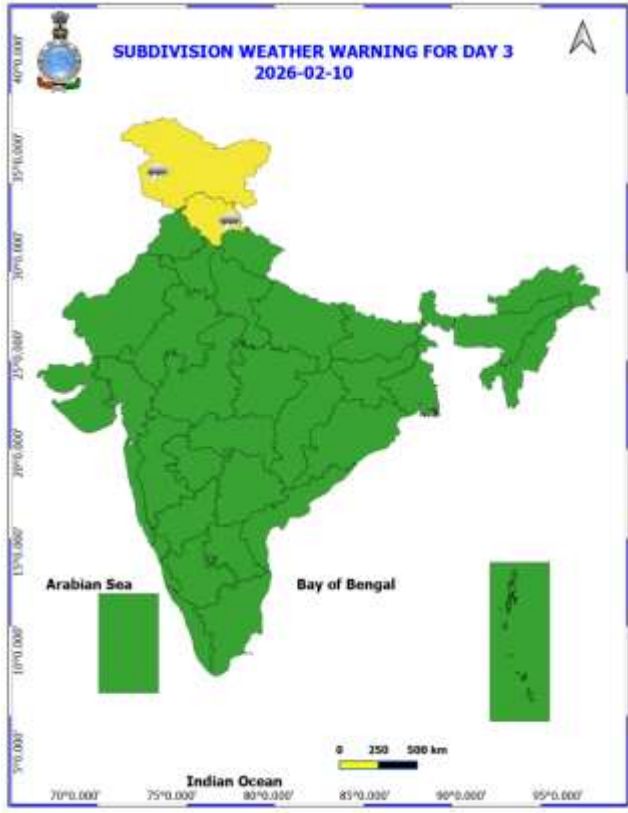 SUBDIVISION WEATHER WARNING FOR DAY 3
2026-02-10
40°0.000'
35°0.000'
30°0.000'
25°0.000'
20°0.000'
15°0.000'
10°0.000'
5°0.000'
Arabian Sea
Bay of Bengal
0 250 500 km
Indian Ocean
70°0.000' 75°0.000' 80°0.000' 85°0.000' 90°0.000' 95°0.000'